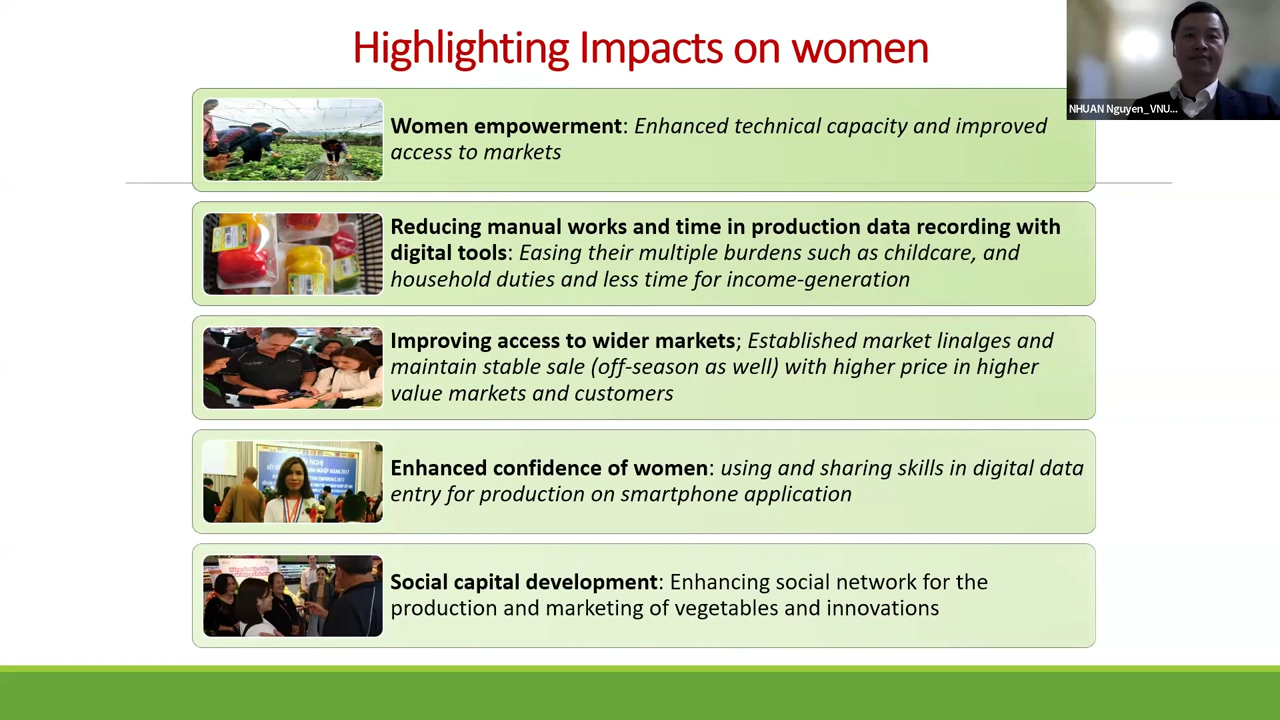 Highlighting Impacts on women
NHUAN Nguyen_VNU...
Women empowerment: Enhanced technical capacity and improved
access to markets
Reducing manual works and time in production data recording with
digital tools: Easing their multiple burdens such as childcare, and
household duties and less time for income-generation
Improving access to wider markets; Established market linalges and
maintain stable sale (off-season as well) with higher price in higher
value markets and customers
Enhanced confidence of women: using and sharing skills in digital data
entry for production on smartphone application
Social capital development: Enhancing social network for the
production and marketing of vegetables and innovations